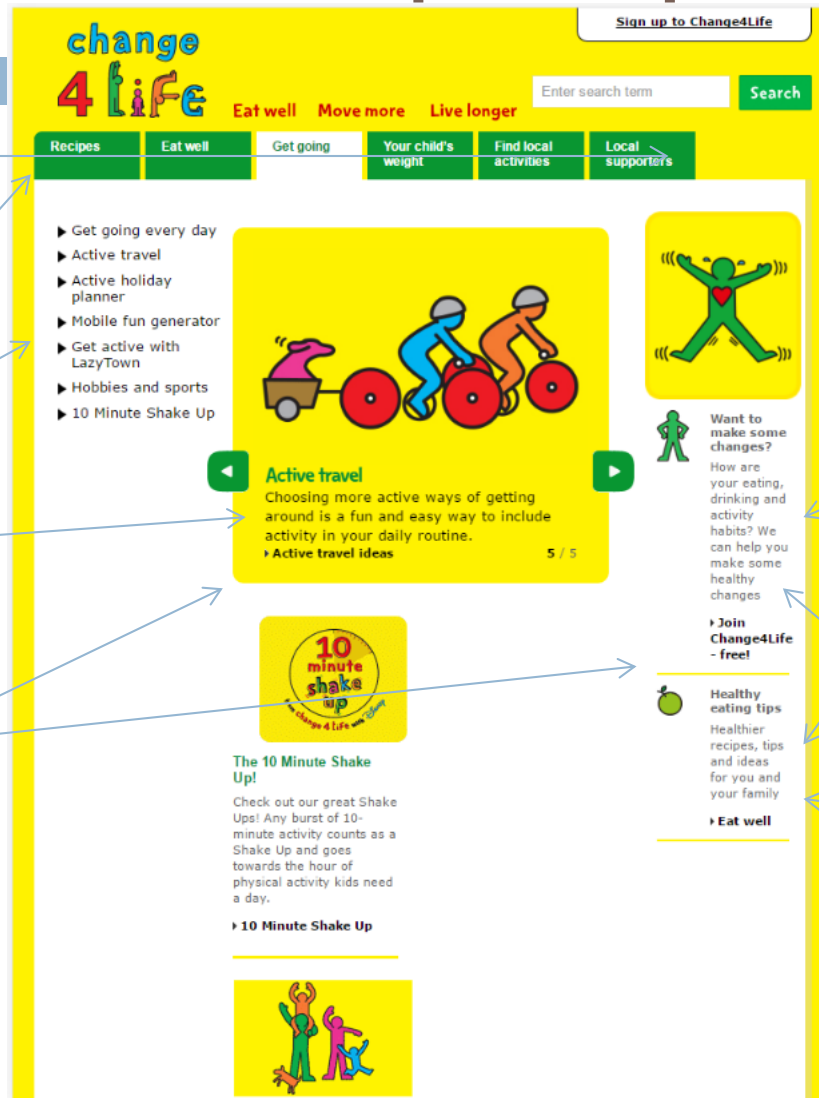 Sign up to Change4Life
change
4 LiFe
Eat well Move more Live longer
Enter search term
Search
Recipes
Eat well
Get going
Your child's
weight
Find local
activities
Local
supporters
Get going every day
Active travel
Active holiday
planner
Mobile fun generator
Get active with
LazyTown
Hobbies and sports
10 Minute Shake Up
Active travel
Choosing more active ways of getting
around is a fun and easy way to include
activity in your daily routine.
Active travel ideas
5 / 5
10
minute
shake
up
from change 4 LiFe with Disney
The 10 Minute Shake
Up!
Check out our great Shake
Ups! Any burst of 10-
minute activity counts as a
Shake Up and goes
towards the hour of
physical activity kids need
a day.
10 Minute Shake Up
Want to
make some
changes?
How are
your eating,
drinking and
activity
habits? We
can help you
make some
healthy
changes
Join
Change4Life
- free!
Healthy
eating tips
Healthier
recipes, tips
and ideas
for you and
your family
Eat well